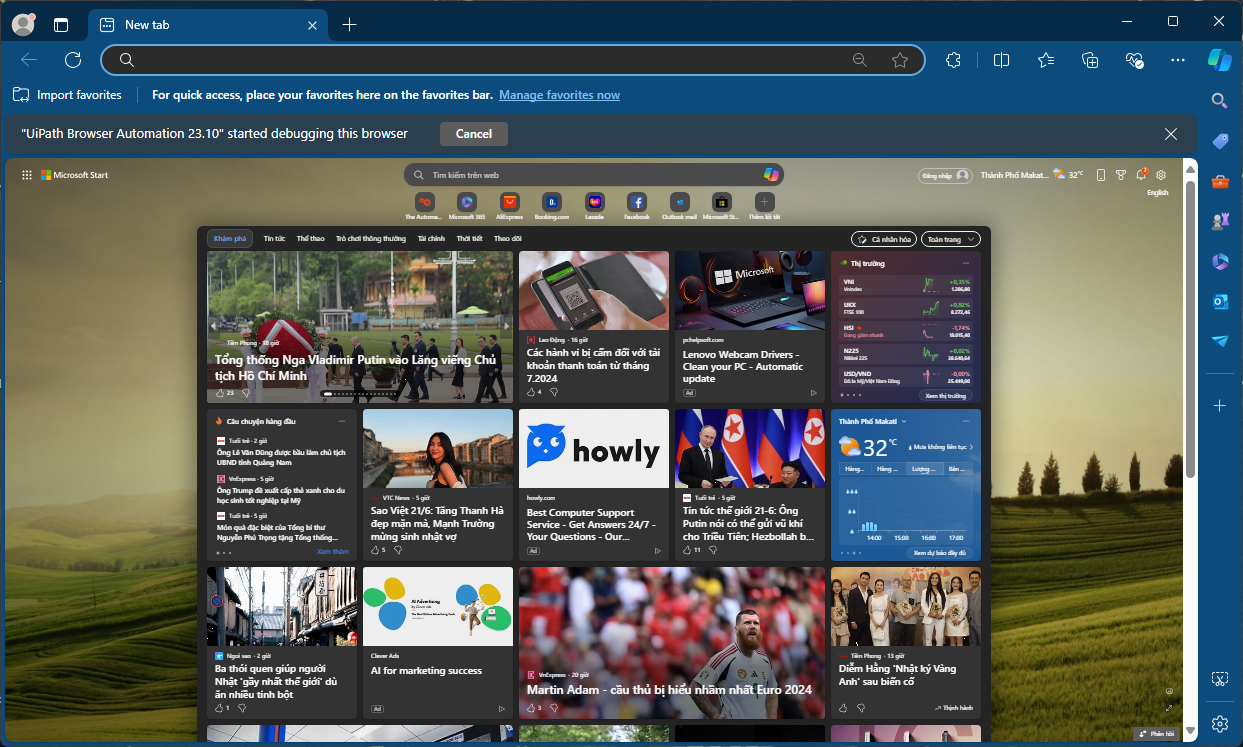 New tab
Import favorites
For quick access, place your favorites here on the favorites bar. Manage favorites now
"UiPath Browser Automation 23.10" started debugging this browser
Cancel
Microsoft Start
Tìm kiếm trên web
Đăng nhập
Thành Phố Makat...
32°C
English
The Automa...
Microsoft 365
AliExpress
Booking.com
Lazada
Facebook
Outlook mail
Microsoft St...
Thêm lối tắt
Khám phá
Tin tức
Thể thao
Trò chơi thông thường
Tài chính
Thời tiết
Theo dõi
Cá nhân hóa
Toàn trang
Tiền Phong · 18 giờ
Tổng thống Nga Vladimir Putin vào Lăng viếng Chủ
tịch Hồ Chí Minh
23
Lao Động · 16 giờ
Các hành vi bị cấm đối với tài
khoản thanh toán từ tháng
7.2024
4
Microsoft
pchelpsoft.com
Lenovo Webcam Drivers -
Clean your PC - Automatic
update
Ad
Thị trường
VNI +0,35%
Vnindex 1.286,80
UKX +0,82%
FTSE 100 8.272,46
HSI -1,74%
Đang giảm nhanh 18.015,40
N225 +0,02%
Nikkei 225 38.640,64
USD/VND -0,00%
Đô la Mỹ/Việt Nam Đồng 25.449,00
Xem thị trường
Câu chuyện hàng đầu
Tuổi trẻ · 2 giờ
Ông Lê Văn Dũng được bầu làm chủ tịch
UBND tỉnh Quảng Nam
VnExpress · 5 giờ
Ông Trump đề xuất cấp thẻ xanh cho du
học sinh tốt nghiệp tại Mỹ
Tuổi trẻ · 5 giờ
Món quà đặc biệt của Tổng bí thư
Nguyễn Phú Trọng tặng Tổng thống...
Xem thêm
VTC News · 5 giờ
Sao Việt 21/6: Tăng Thanh Hà
đẹp mặn mà, Mạnh Trường
mừng sinh nhật vợ
5
howly
howly.com
Best Computer Support
Service - Get Answers 24/7 -
Your Questions - Our...
Ad
Tuổi trẻ · 5 giờ
Tin tức thế giới 21-6: Ông
Putin nói có thể gửi vũ khí
cho Triều Tiên; Hezbollah b...
11
Thành Phố Makati
32°C
Mưa không liên tục
Hàng...
Hàng ...
Lượng ...
Bản ...
14:00 15:00 16:00 17:00
Xem dự báo đầy đủ
Ngoi sao · 2 giờ
Ba thói quen giúp người
Nhật 'gầy nhất thế giới' dù
ăn nhiều tinh bột
1
AI Advertising
by Clever Ads
Clever Ads
AI for marketing success
Ad
VnExpress · 20 giờ
Martin Adam - cầu thủ bị hiểu nhầm nhất Euro 2024
3
Tiền Phong · 13 giờ
Diễm Hằng 'Nhật ký Vàng
Anh' sau biến cố
Thịnh hành
Phản hồi